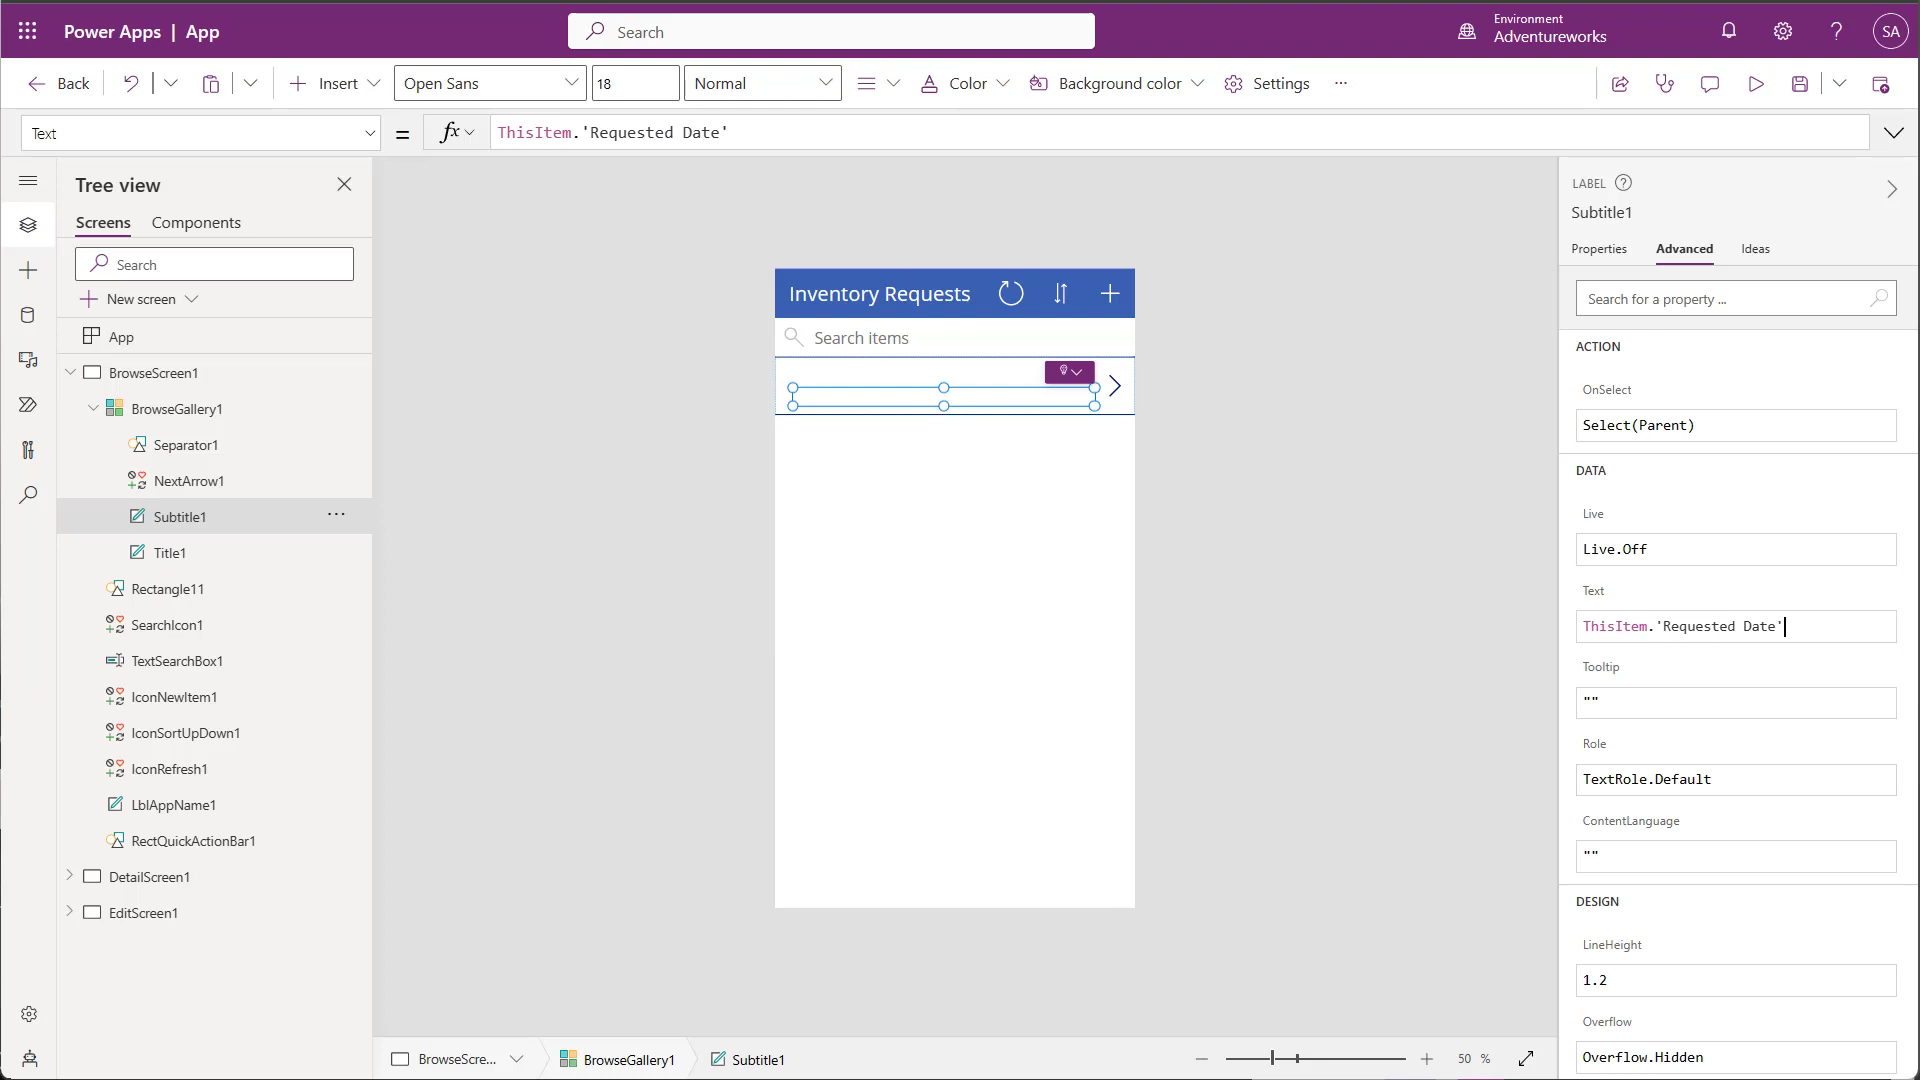 Power Apps | App
Search
Environment
Adventureworks
SA
Back
Insert
Open Sans
18
Normal
Color
Background color
Settings
...
Text
=
fx
ThisItem.'Requested Date'
Tree view
Screens
Components
Search
New screen
App
BrowseScreen1
BrowseGallery1
Separator1
NextArrow1
Subtitle1
...
Title1
Rectangle11
SearchIcon1
TextSearchBox1
IconNewItem1
IconSortUpDown1
IconRefresh1
LblAppName1
RectQuickActionBar1
DetailScreen1
EditScreen1
Inventory Requests
Search items
BrowseScre...
BrowseGallery1
Subtitle1
50 %
LABEL
Subtitle1
Properties
Advanced
Ideas
Search for a property ...
ACTION
OnSelect
Select(Parent)
DATA
Live
Live.Off
Text
ThisItem.'Requested Date'
Tooltip
""
Role
TextRole.Default
ContentLanguage
""
DESIGN
LineHeight
1.2
Overflow
Overflow.Hidden